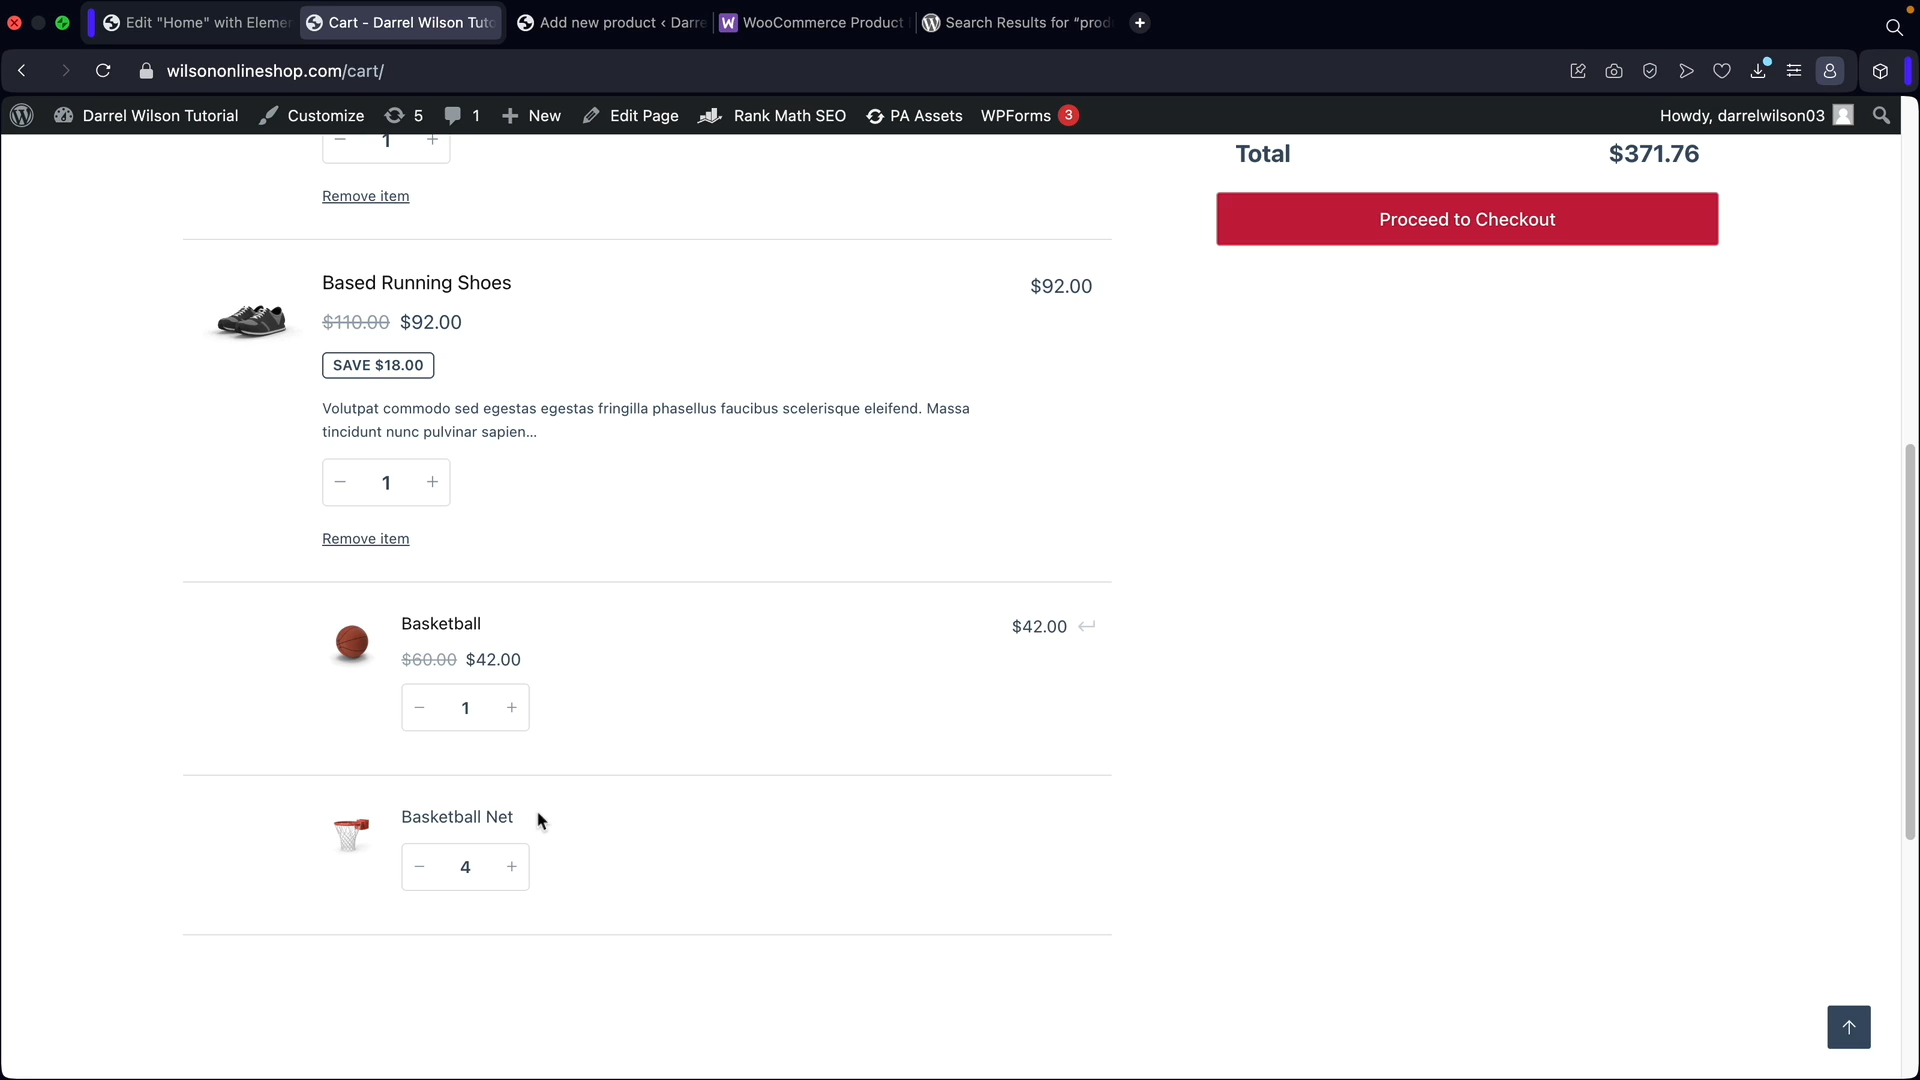 Edit "Home" with Elemen
Cart - Darrel Wilson Tuto
Add new product ‹ Darre
WooCommerce Product
Search Results for “prod
wilsononlineshop.com/cart/
Darrel Wilson Tutorial
Customize
5
1
New
Edit Page
Rank Math SEO
PA Assets
WPForms 3
Howdy, darrelwilson03
− 1 +
Remove item
Total $371.76
Proceed to Checkout
Based Running Shoes
$92.00
$110.00 $92.00
SAVE $18.00
Volutpat commodo sed egestas egestas fringilla phasellus faucibus scelerisque eleifend. Massa
tincidunt nunc pulvinar sapien…
− 1 +
Remove item
Basketball
$42.00
$60.00 $42.00
− 1 +
Basketball Net
− 4 +